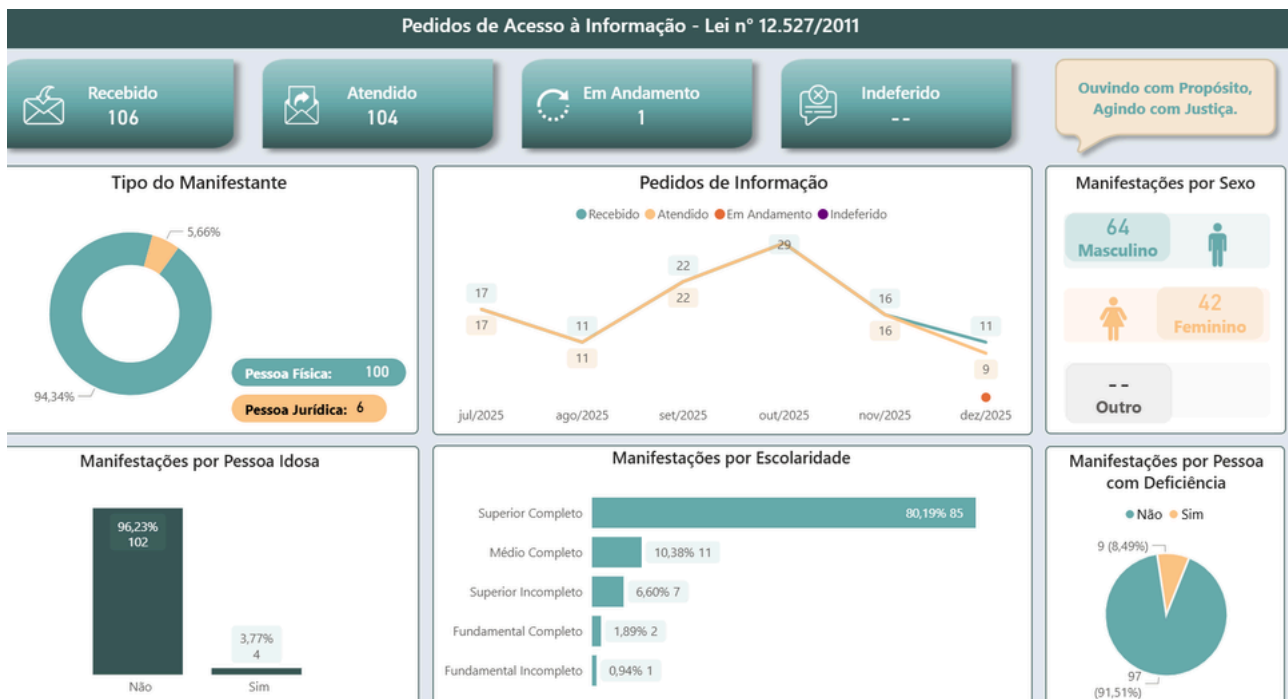 Pedidos de Acesso à Informação - Lei n° 12.527/2011
Recebido
106
Atendido
104
Em Andamento
1
Indeferido
--
Ouvindo com Propósito,
Agindo com Justiça.
Tipo do Manifestante
5,66%
94,34%
Pessoa Física: 100
Pessoa Jurídica: 6
Pedidos de Informação
Recebido Atendido Em Andamento Indeferido
17
17
11
11
22
22
29
16
16
11
9
jul/2025 ago/2025 set/2025 out/2025 nov/2025 dez/2025
Manifestações por Sexo
64
Masculino
42
Feminino
--
Outro
Manifestações por Pessoa Idosa
96,23%
102
3,77%
4
Não Sim
Manifestações por Escolaridade
Superior Completo 80,19% 85
Médio Completo 10,38% 11
Superior Incompleto 6,60% 7
Fundamental Completo 1,89% 2
Fundamental Incompleto 0,94% 1
Manifestações por Pessoa
com Deficiência
Não Sim
9 (8,49%)
97
(91,51%)